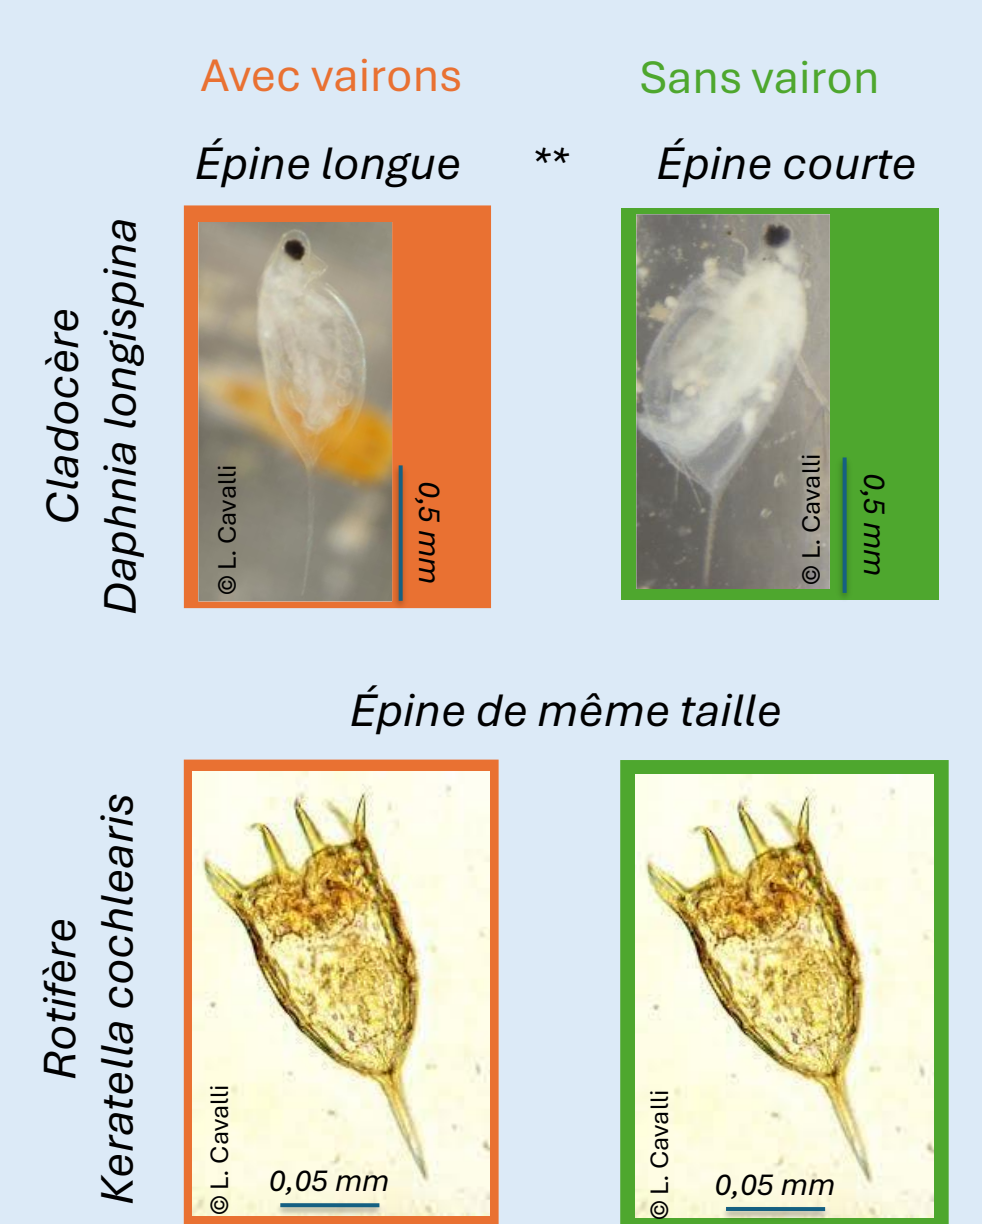 Avec vairons
Sans vairon
Épine longue
**
Épine courte
Cladocère
Daphnia longispina
© L. Cavalli
0,5 mm
© L. Cavalli
0,5 mm
Épine de même taille
Rotifère
Keratella cochlearis
© L. Cavalli
0,05 mm
© L. Cavalli
0,05 mm